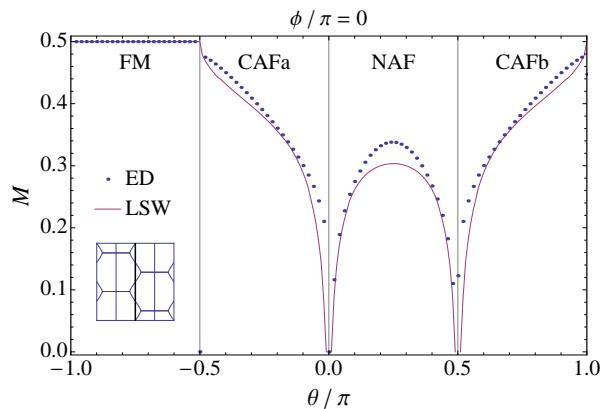 ϕ / π = 0
FM CAFa NAF CAFb
0.5
0.4
0.3
0.2
0.1
0.0
M
ED
LSW
−1.0 −0.5 0.0 0.5 1.0
θ / π